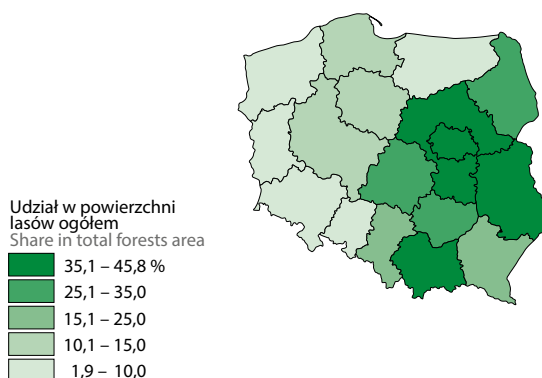 Udział w powierzchni
lasów ogółem
Share in total forests area
35,1 – 45,8 %
25,1 – 35,0
15,1 – 25,0
10,1 – 15,0
1,9 – 10,0